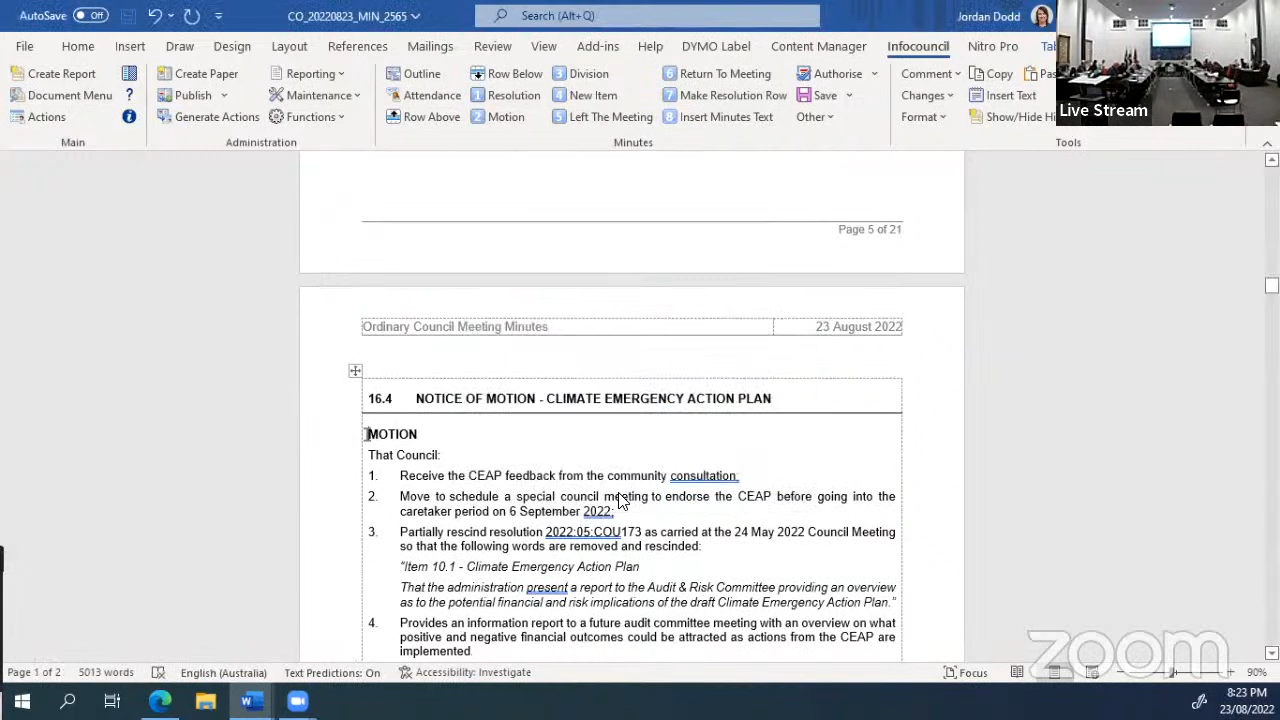 AutoSave Off CO_20220823_MIN_2565 Search (Alt+Q) Jordan Dodd
File Home Insert Draw Design Layout References Mailings Review View Add-ins Help DYMO Label Content Manager Infocouncil Nitro Pro Tab
Create Report Create Paper Reporting Outline Row Below 3 Division 6 Return To Meeting Authorise Comment Copy Pas
Document Menu ? Publish Maintenance Attendance 1 Resolution 4 New Item 7 Make Resolution Row Save Changes Insert Text
Actions Generate Actions Functions Row Above 2 Motion 5 Left The Meeting 8 Insert Minutes Text Other Format Show/Hide Hi
Main Administration Minutes Tools
Live Stream
Page 5 of 21
Ordinary Council Meeting Minutes 23 August 2022
16.4 NOTICE OF MOTION - CLIMATE EMERGENCY ACTION PLAN
MOTION
That Council:
1. Receive the CEAP feedback from the community consultation;
2. Move to schedule a special council meeting to endorse the CEAP before going into the
caretaker period on 6 September 2022;
3. Partially rescind resolution 2022:05:COU173 as carried at the 24 May 2022 Council Meeting
so that the following words are removed and rescinded:
"Item 10.1 - Climate Emergency Action Plan
That the administration present a report to the Audit & Risk Committee providing an overview
as to the potential financial and risk implications of the draft Climate Emergency Action Plan."
4. Provides an information report to a future audit committee meeting with an overview on what
positive and negative financial outcomes could be attracted as actions from the CEAP are
implemented.
zoom
Page 1 of 2 5013 words English (Australia) Text Predictions: On Accessibility: Investigate Focus 90%
8:23 PM
23/08/2022